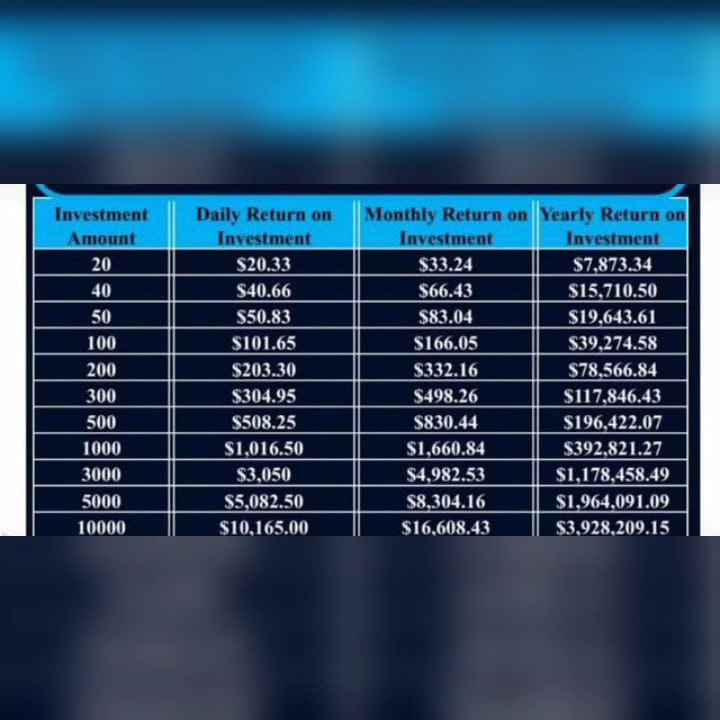 Investment Amount | Daily Return on Investment | Monthly Return on Investment | Yearly Return on Investment
20 | $20.33 | $33.24 | $7,873.34
40 | $40.66 | $66.43 | $15,710.50
50 | $50.83 | $83.04 | $19,643.61
100 | $101.65 | $166.05 | $39,274.58
200 | $203.30 | $332.16 | $78,566.84
300 | $304.95 | $498.26 | $117,846.43
500 | $508.25 | $830.44 | $196,422.07
1000 | $1,016.50 | $1,660.84 | $392,821.27
3000 | $3,050 | $4,982.53 | $1,178,458.49
5000 | $5,082.50 | $8,304.16 | $1,964,091.09
10000 | $10,165.00 | $16,608.43 | $3,928,209.15